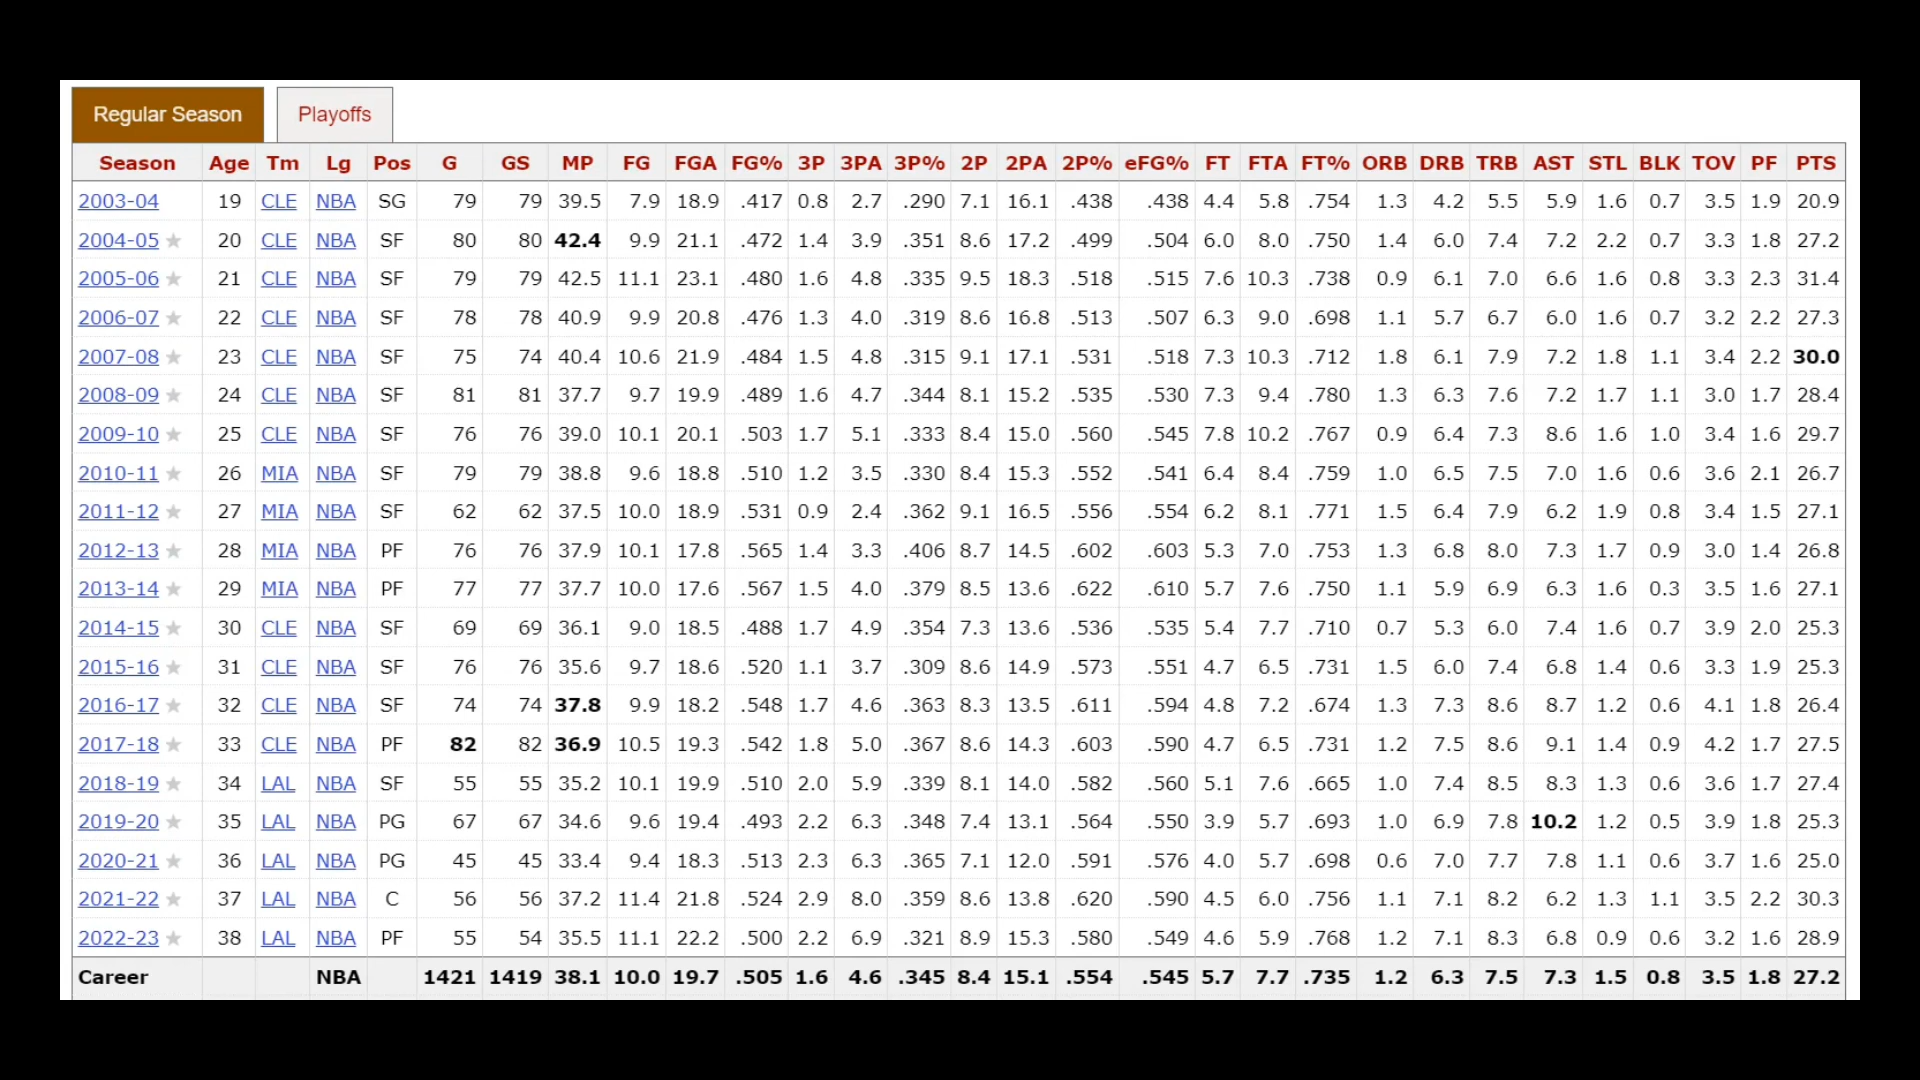 Regular Season Playoffs
Season Age Tm Lg Pos G GS MP FG FGA FG% 3P 3PA 3P% 2P 2PA 2P% eFG% FT FTA FT% ORB DRB TRB AST STL BLK TOV PF PTS
2003-04 19 CLE NBA SG 79 79 39.5 7.9 18.9 .417 0.8 2.7 .290 7.1 16.1 .438 .438 4.4 5.8 .754 1.3 4.2 5.5 5.9 1.6 0.7 3.5 1.9 20.9
2004-05 ★ 20 CLE NBA SF 80 80 42.4 9.9 21.1 .472 1.4 3.9 .351 8.6 17.2 .499 .504 6.0 8.0 .750 1.4 6.0 7.4 7.2 2.2 0.7 3.3 1.8 27.2
2005-06 ★ 21 CLE NBA SF 79 79 42.5 11.1 23.1 .480 1.6 4.8 .335 9.5 18.3 .518 .515 7.6 10.3 .738 0.9 6.1 7.0 6.6 1.6 0.8 3.3 2.3 31.4
2006-07 ★ 22 CLE NBA SF 78 78 40.9 9.9 20.8 .476 1.3 4.0 .319 8.6 16.8 .513 .507 6.3 9.0 .698 1.1 5.7 6.7 6.0 1.6 0.7 3.2 2.2 27.3
2007-08 ★ 23 CLE NBA SF 75 74 40.4 10.6 21.9 .484 1.5 4.8 .315 9.1 17.1 .531 .518 7.3 10.3 .712 1.8 6.1 7.9 7.2 1.8 1.1 3.4 2.2 30.0
2008-09 ★ 24 CLE NBA SF 81 81 37.7 9.7 19.9 .489 1.6 4.7 .344 8.1 15.2 .535 .530 7.3 9.4 .780 1.3 6.3 7.6 7.2 1.7 1.1 3.0 1.7 28.4
2009-10 ★ 25 CLE NBA SF 76 76 39.0 10.1 20.1 .503 1.7 5.1 .333 8.4 15.0 .560 .545 7.8 10.2 .767 0.9 6.4 7.3 8.6 1.6 1.0 3.4 1.6 29.7
2010-11 ★ 26 MIA NBA SF 79 79 38.8 9.6 18.8 .510 1.2 3.5 .330 8.4 15.3 .552 .541 6.4 8.4 .759 1.0 6.5 7.5 7.0 1.6 0.6 3.6 2.1 26.7
2011-12 ★ 27 MIA NBA SF 62 62 37.5 10.0 18.9 .531 0.9 2.4 .362 9.1 16.5 .556 .554 6.2 8.1 .771 1.5 6.4 7.9 6.2 1.9 0.8 3.4 1.5 27.1
2012-13 ★ 28 MIA NBA PF 76 76 37.9 10.1 17.8 .565 1.4 3.3 .406 8.7 14.5 .602 .603 5.3 7.0 .753 1.3 6.8 8.0 7.3 1.7 0.9 3.0 1.4 26.8
2013-14 ★ 29 MIA NBA PF 77 77 37.7 10.0 17.6 .567 1.5 4.0 .379 8.5 13.6 .622 .610 5.7 7.6 .750 1.1 5.9 6.9 6.3 1.6 0.3 3.5 1.6 27.1
2014-15 ★ 30 CLE NBA SF 69 69 36.1 9.0 18.5 .488 1.7 4.9 .354 7.3 13.6 .536 .535 5.4 7.7 .710 0.7 5.3 6.0 7.4 1.6 0.7 3.9 2.0 25.3
2015-16 ★ 31 CLE NBA SF 76 76 35.6 9.7 18.6 .520 1.1 3.7 .309 8.6 14.9 .573 .551 4.7 6.5 .731 1.5 6.0 7.4 6.8 1.4 0.6 3.3 1.9 25.3
2016-17 ★ 32 CLE NBA SF 74 74 37.8 9.9 18.2 .548 1.7 4.6 .363 8.3 13.5 .611 .594 4.8 7.2 .674 1.3 7.3 8.6 8.7 1.2 0.6 4.1 1.8 26.4
2017-18 ★ 33 CLE NBA PF 82 82 36.9 10.5 19.3 .542 1.8 5.0 .367 8.6 14.3 .603 .590 4.7 6.5 .731 1.2 7.5 8.6 9.1 1.4 0.9 4.2 1.7 27.5
2018-19 ★ 34 LAL NBA SF 55 55 35.2 10.1 19.9 .510 2.0 5.9 .339 8.1 14.0 .582 .560 5.1 7.6 .665 1.0 7.4 8.5 8.3 1.3 0.6 3.6 1.7 27.4
2019-20 ★ 35 LAL NBA PG 67 67 34.6 9.6 19.4 .493 2.2 6.3 .348 7.4 13.1 .564 .550 3.9 5.7 .693 1.0 6.9 7.8 10.2 1.2 0.5 3.9 1.8 25.3
2020-21 ★ 36 LAL NBA PG 45 45 33.4 9.4 18.3 .513 2.3 6.3 .365 7.1 12.0 .591 .576 4.0 5.7 .698 0.6 7.0 7.7 7.8 1.1 0.6 3.7 1.6 25.0
2021-22 ★ 37 LAL NBA C 56 56 37.2 11.4 21.8 .524 2.9 8.0 .359 8.6 13.8 .620 .590 4.5 6.0 .756 1.1 7.1 8.2 6.2 1.3 1.1 3.5 2.2 30.3
2022-23 ★ 38 LAL NBA PF 55 54 35.5 11.1 22.2 .500 2.2 6.9 .321 8.9 15.3 .580 .549 4.6 5.9 .768 1.2 7.1 8.3 6.8 0.9 0.6 3.2 1.6 28.9
Career NBA 1421 1419 38.1 10.0 19.7 .505 1.6 4.6 .345 8.4 15.1 .554 .545 5.7 7.7 .735 1.2 6.3 7.5 7.3 1.5 0.8 3.5 1.8 27.2